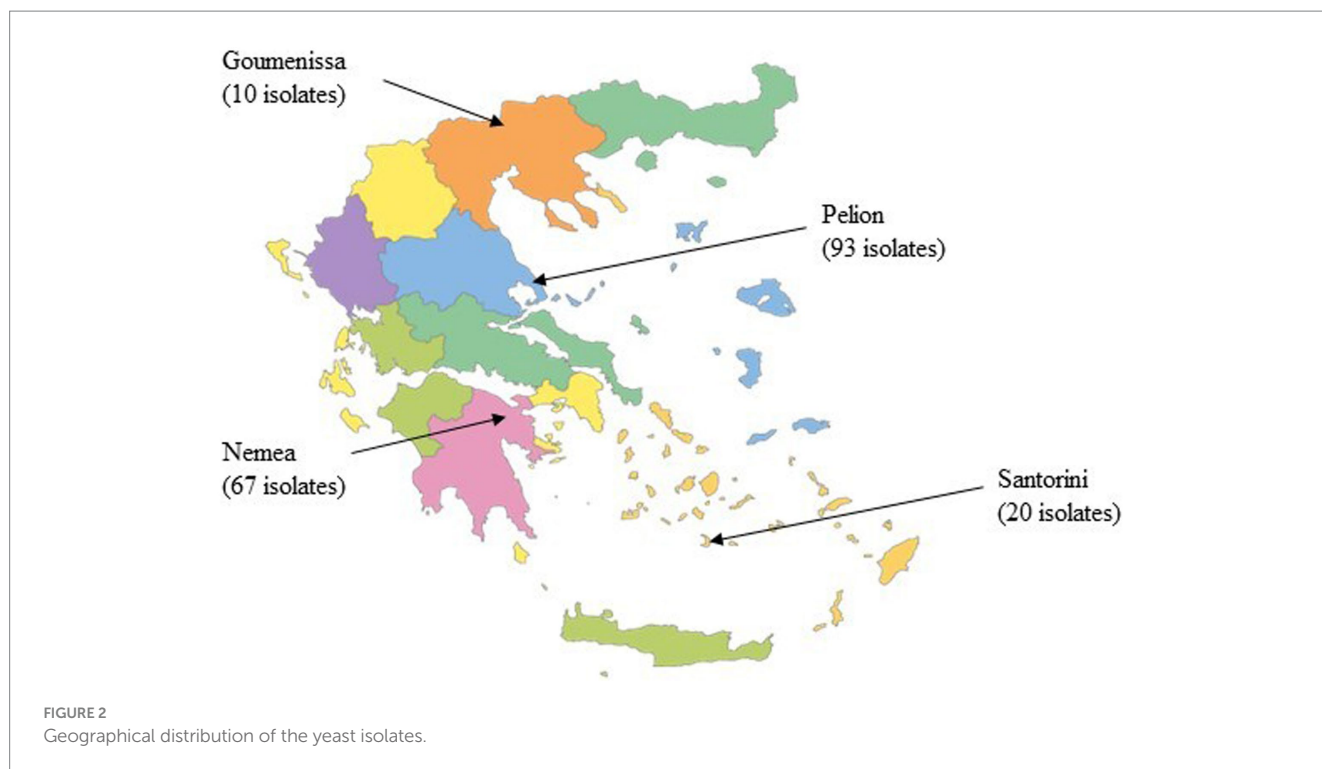 Goumenissa
(10 isolates)
Pelion
(93 isolates)
Nemea
(67 isolates)
Santorini
(20 isolates)
FIGURE 2
Geographical distribution of the yeast isolates.